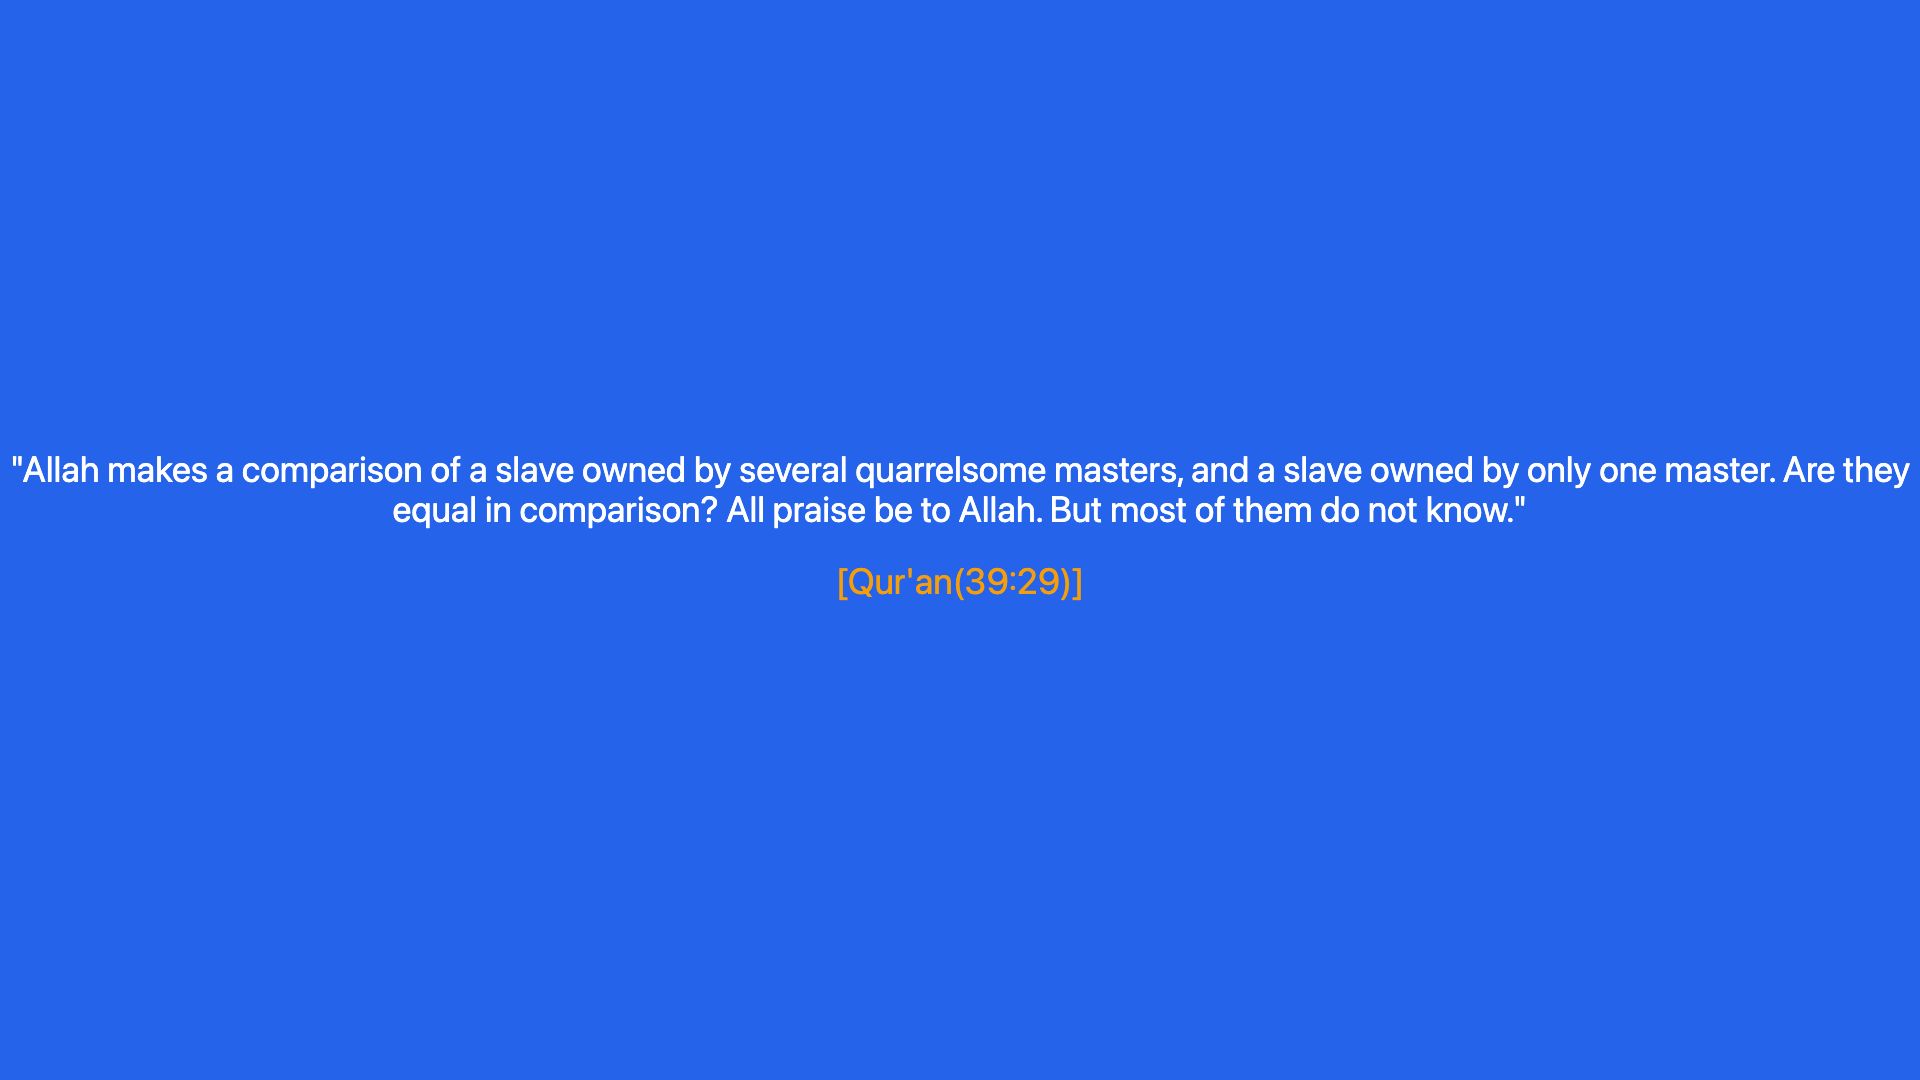 "Allah makes a comparison of a slave owned by several quarrelsome masters, and a slave owned by only one master. Are they
equal in comparison? All praise be to Allah. But most of them do not know."
[Qur'an(39:29)]